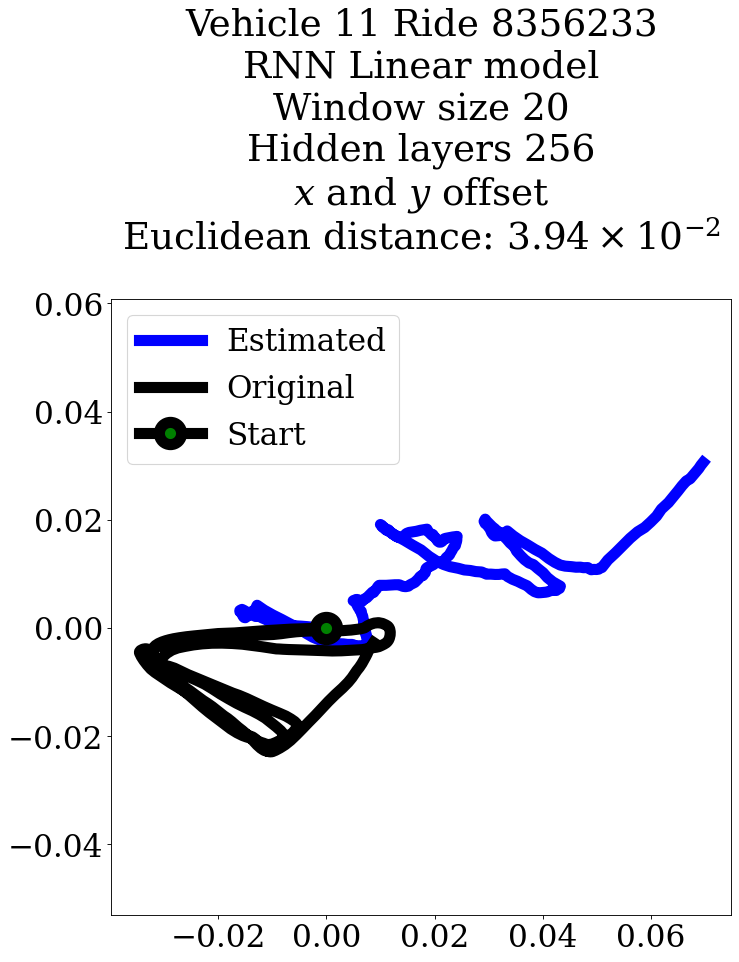 Vehicle 11 Ride 8356233
RNN Linear model
Window size 20
Hidden layers 256
x and y offset
Euclidean distance: 3.94 × 10⁻²
0.06
0.04
0.02
0.00
−0.02
−0.04
Estimated
Original
Start
−0.02 0.00 0.02 0.04 0.06